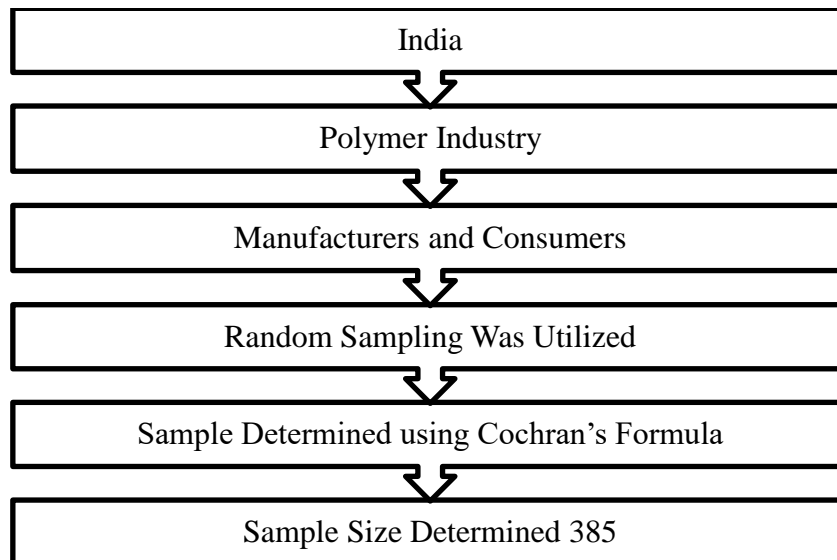 India
Polymer Industry
Manufacturers and Consumers
Random Sampling Was Utilized
Sample Determined using Cochran’s Formula
Sample Size Determined 385